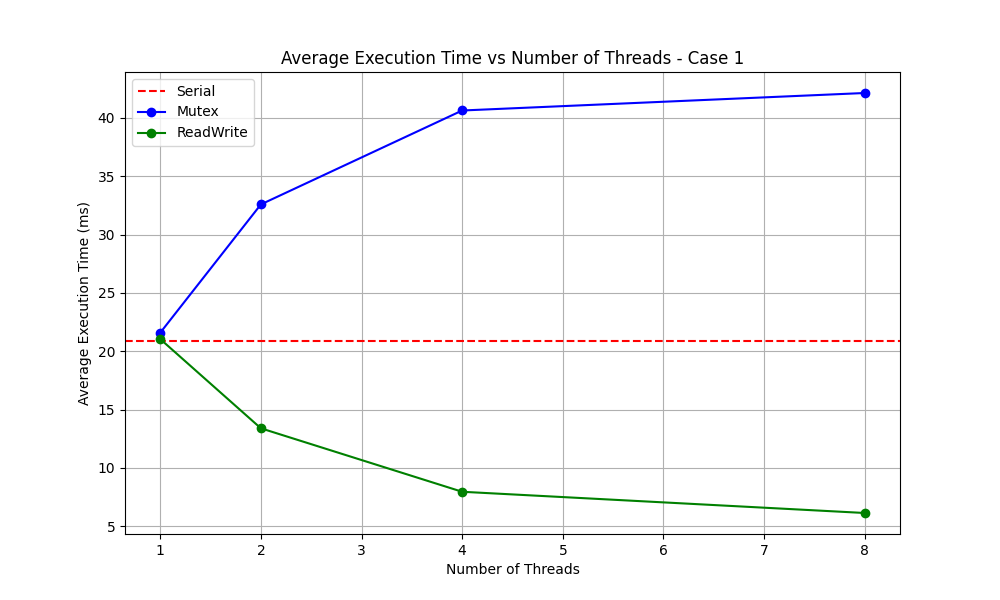 Average Execution Time vs Number of Threads - Case 1
Serial
Mutex
ReadWrite
Average Execution Time (ms)
40
35
30
25
20
15
10
5
1 2 3 4 5 6 7 8
Number of Threads